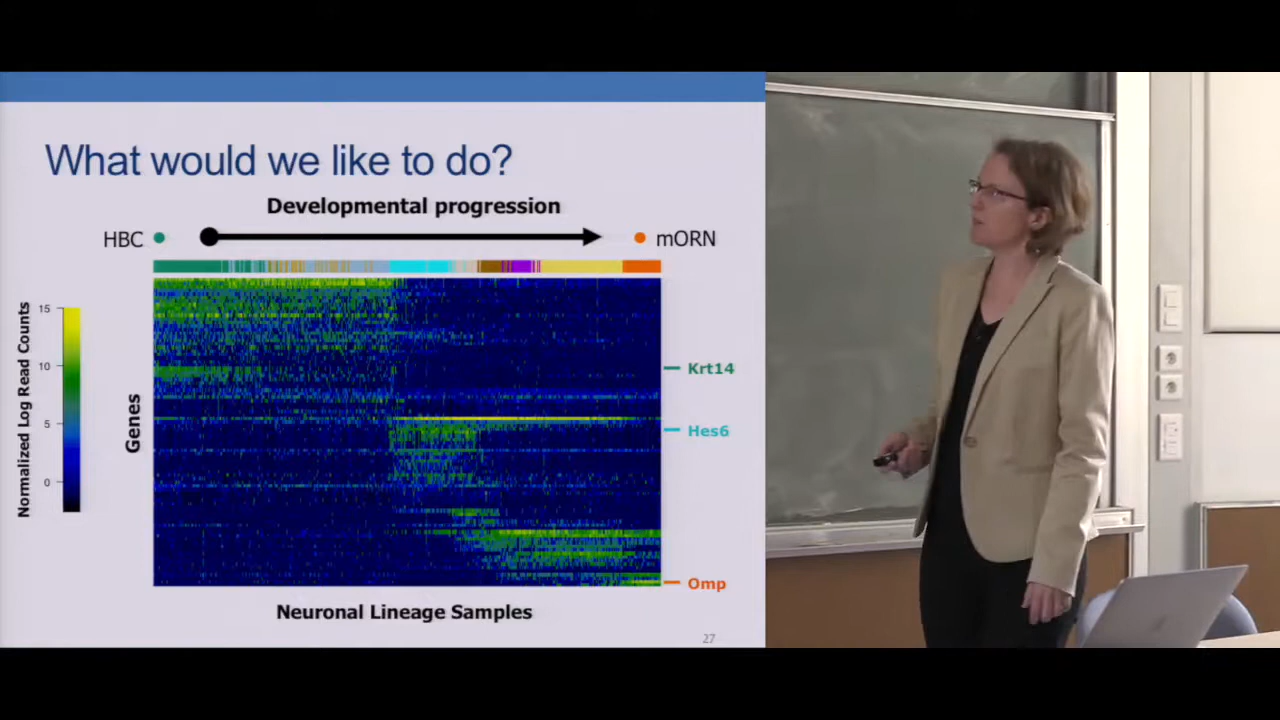 What would we like to do?
Developmental progression
HBC
mORN
Normalized Log Read Counts
15
10
5
0
Genes
Krt14
Hes6
Omp
Neuronal Lineage Samples
27